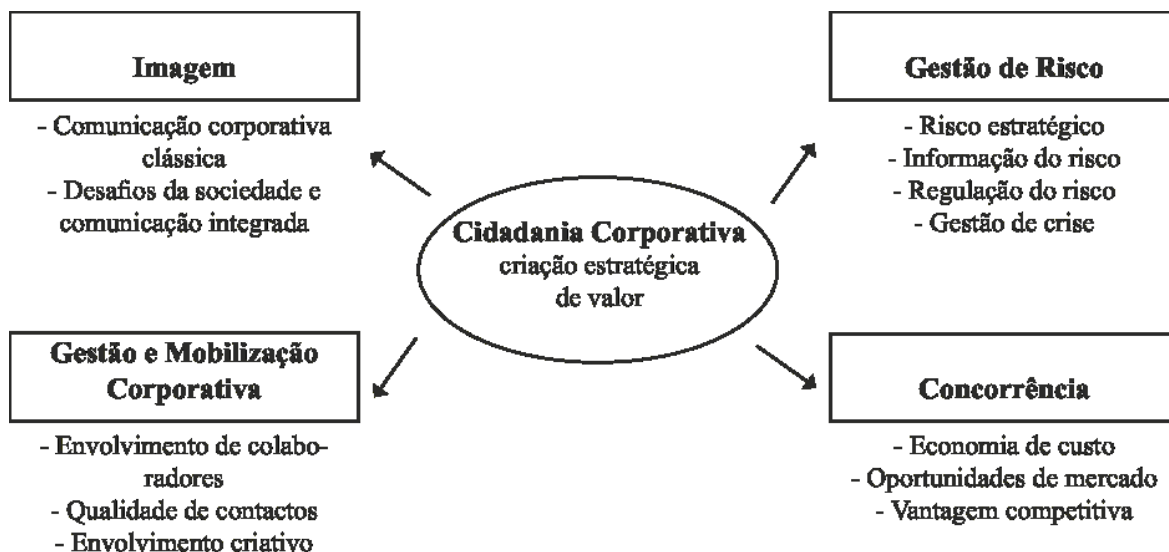 Imagem
- Comunicação corporativa
clássica
- Desafios da sociedade e
comunicação integrada
Gestão de Risco
- Risco estratégico
- Informação do risco
- Regulação do risco
- Gestão de crise
Cidadania Corporativa
criação estratégica
de valor
Gestão e Mobilização
Corporativa
- Envolvimento de colabo-
radores
- Qualidade de contactos
- Envolvimento criativo
Concorrência
- Economia de custo
- Oportunidades de mercado
- Vantagem competitiva